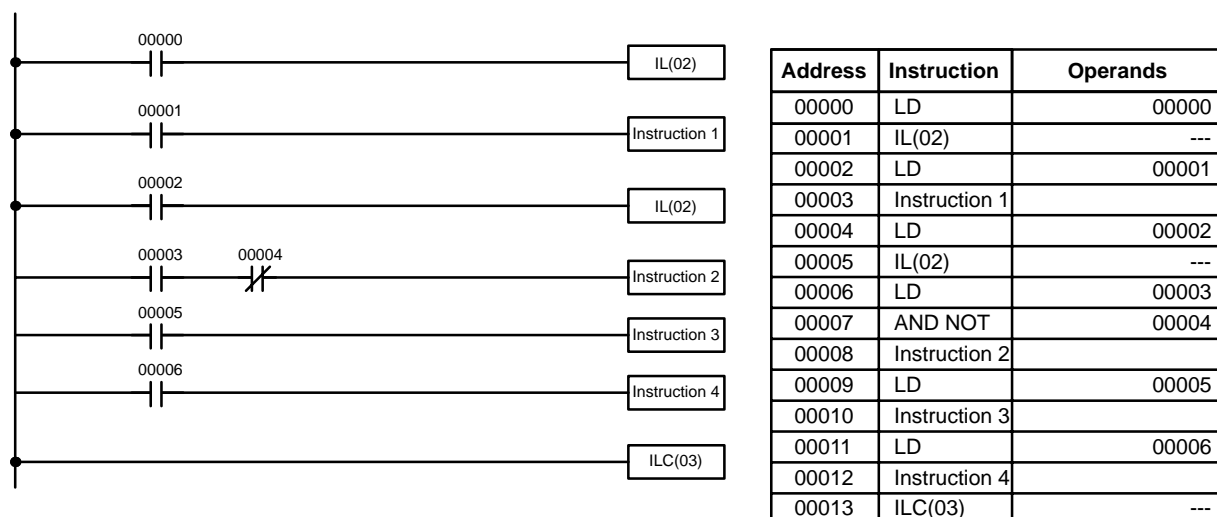 00000
IL(02)
00001
Instruction 1
00002
IL(02)
00003 00004
Instruction 2
00005
Instruction 3
00006
Instruction 4
ILC(03)
Address Instruction Operands
00000 LD 00000
00001 IL(02) ---
00002 LD 00001
00003 Instruction 1
00004 LD 00002
00005 IL(02) ---
00006 LD 00003
00007 AND NOT 00004
00008 Instruction 2
00009 LD 00005
00010 Instruction 3
00011 LD 00006
00012 Instruction 4
00013 ILC(03) ---